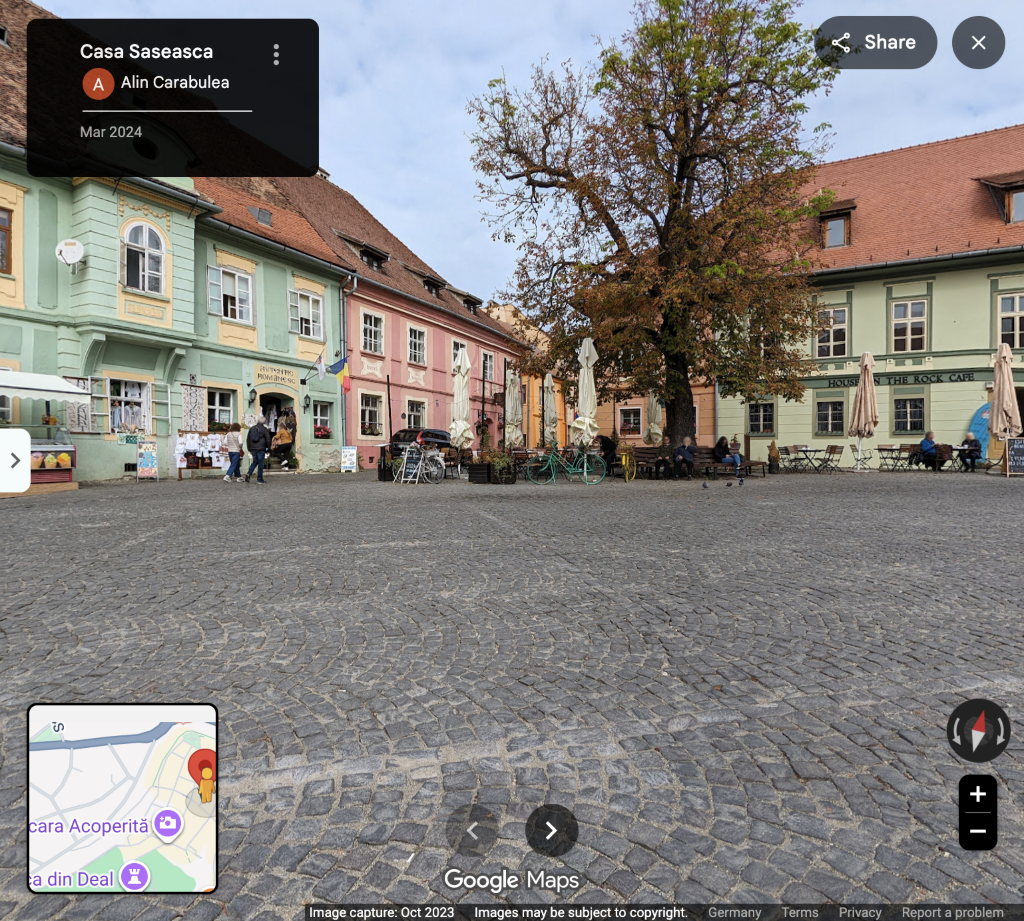 Casa Saseasca
A
Alin Carabulea
Mar 2024
Share
HOUSE ON THE ROCK CAFE
S
cara Acoperită
ca din Deal
Google Maps
Image capture: Oct 2023
Images may be subject to copyright.
Germany
Terms
Privacy
Report a problem